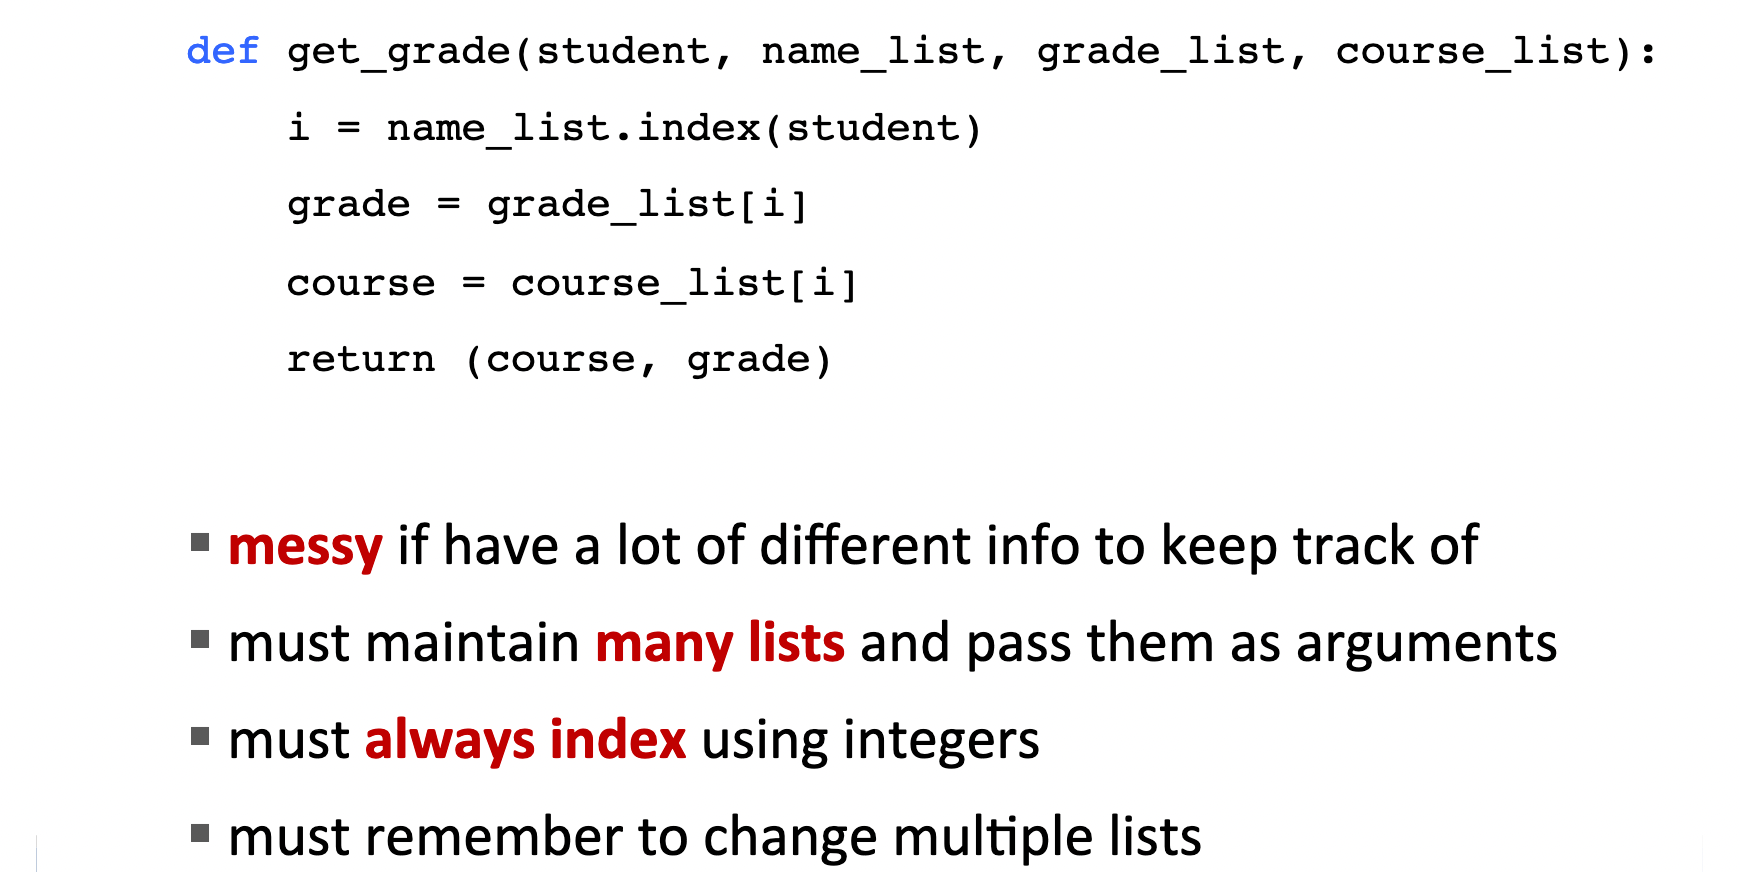 def get_grade(student, name_list, grade_list, course_list):
    i = name_list.index(student)
    grade = grade_list[i]
    course = course_list[i]
    return (course, grade)
▪ messy if have a lot of different info to keep track of
▪ must maintain many lists and pass them as arguments
▪ must always index using integers
▪ must remember to change multiple lists